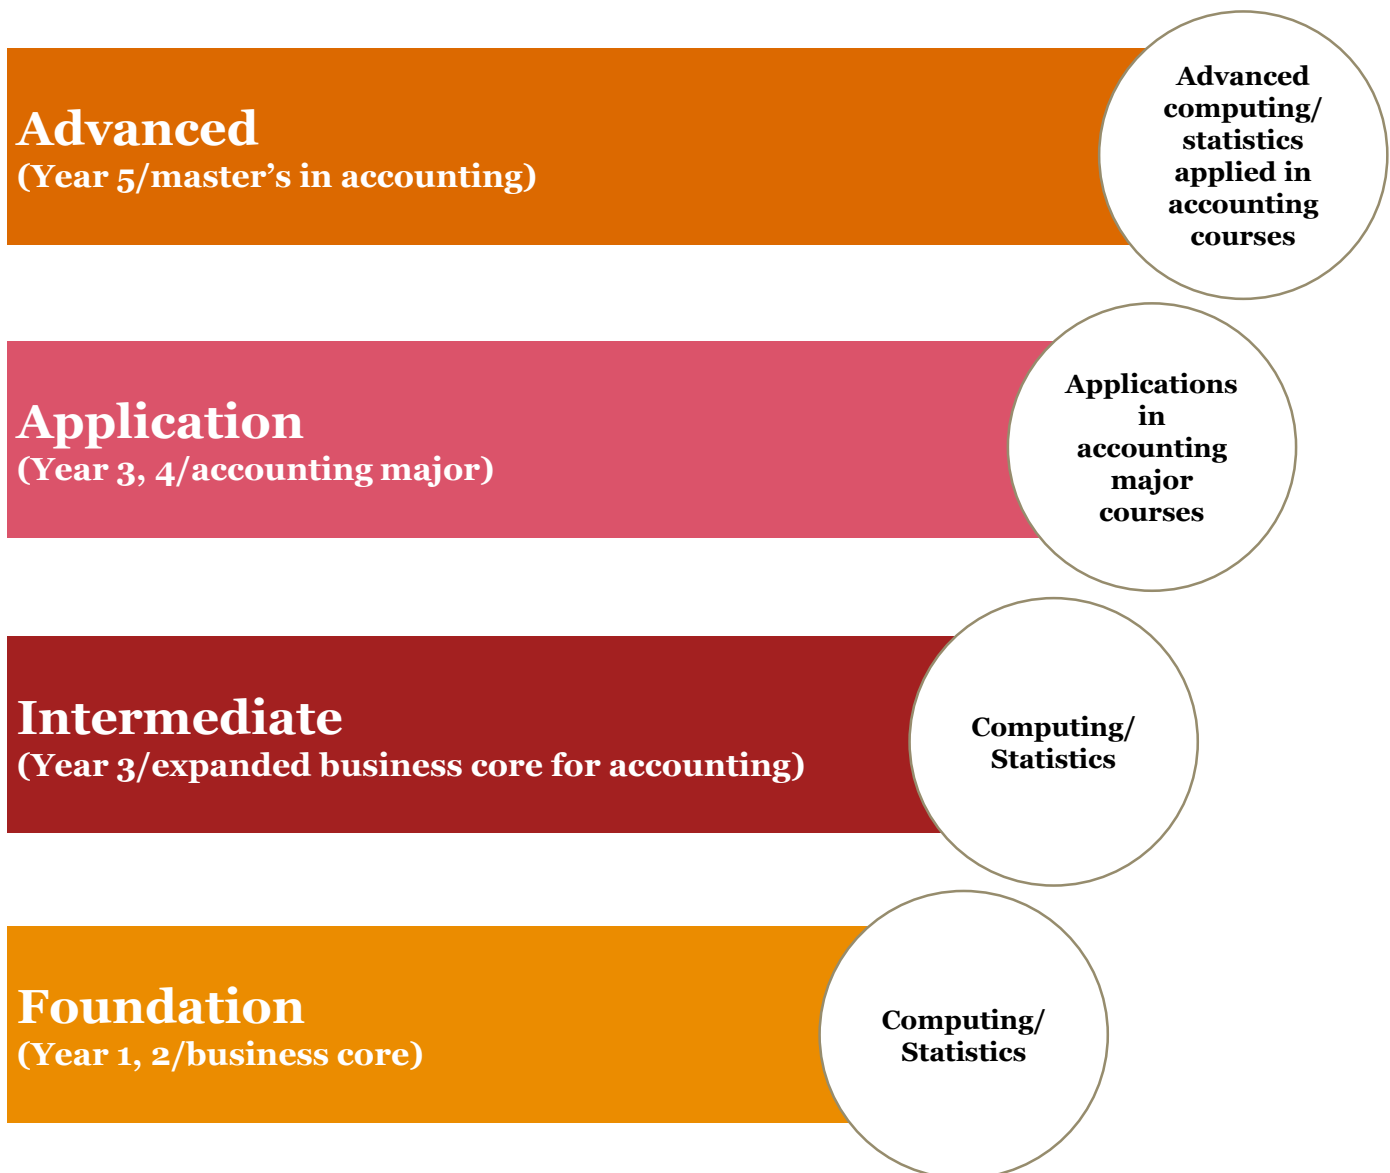 Advanced
(Year 5/master’s in accounting)
Advanced
computing/
statistics
applied in
accounting
courses
Application
(Year 3, 4/accounting major)
Applications
in
accounting
major
courses
Intermediate
(Year 3/expanded business core for accounting)
Computing/
Statistics
Foundation
(Year 1, 2/business core)
Computing/
Statistics